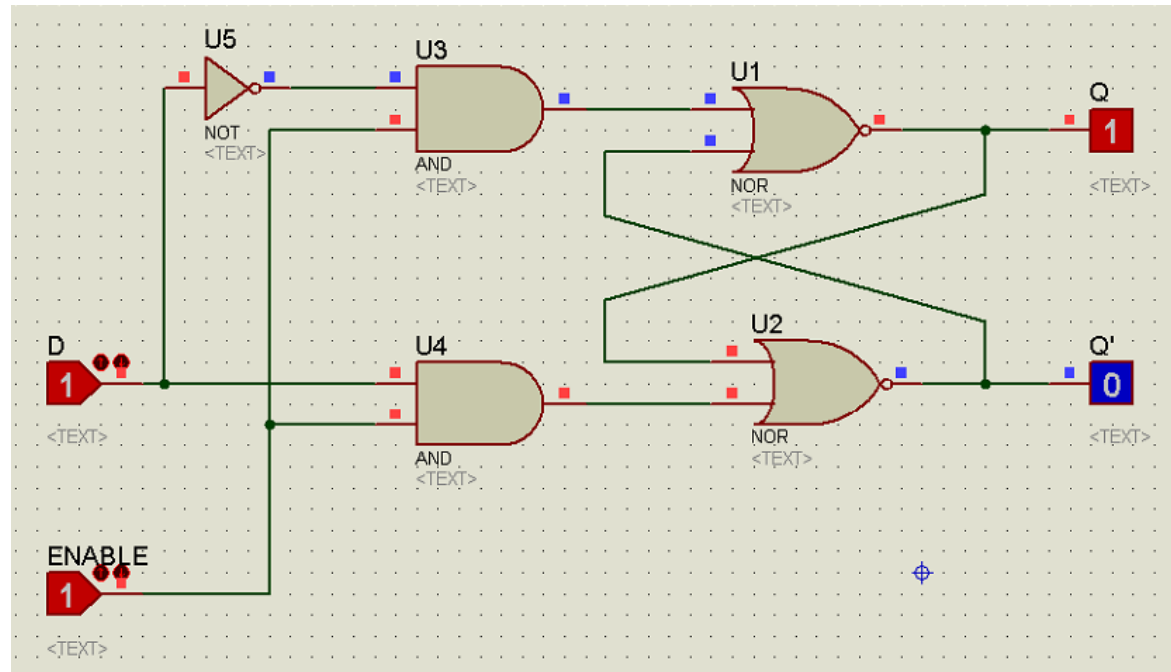 U5
NOT
<TEXT>
U3
AND
<TEXT>
U1
NOR
<TEXT>
Q
1
<TEXT>
D
1
<TEXT>
U4
AND
<TEXT>
U2
NOR
<TEXT>
Q'
0
<TEXT>
ENABLE
1
<TEXT>